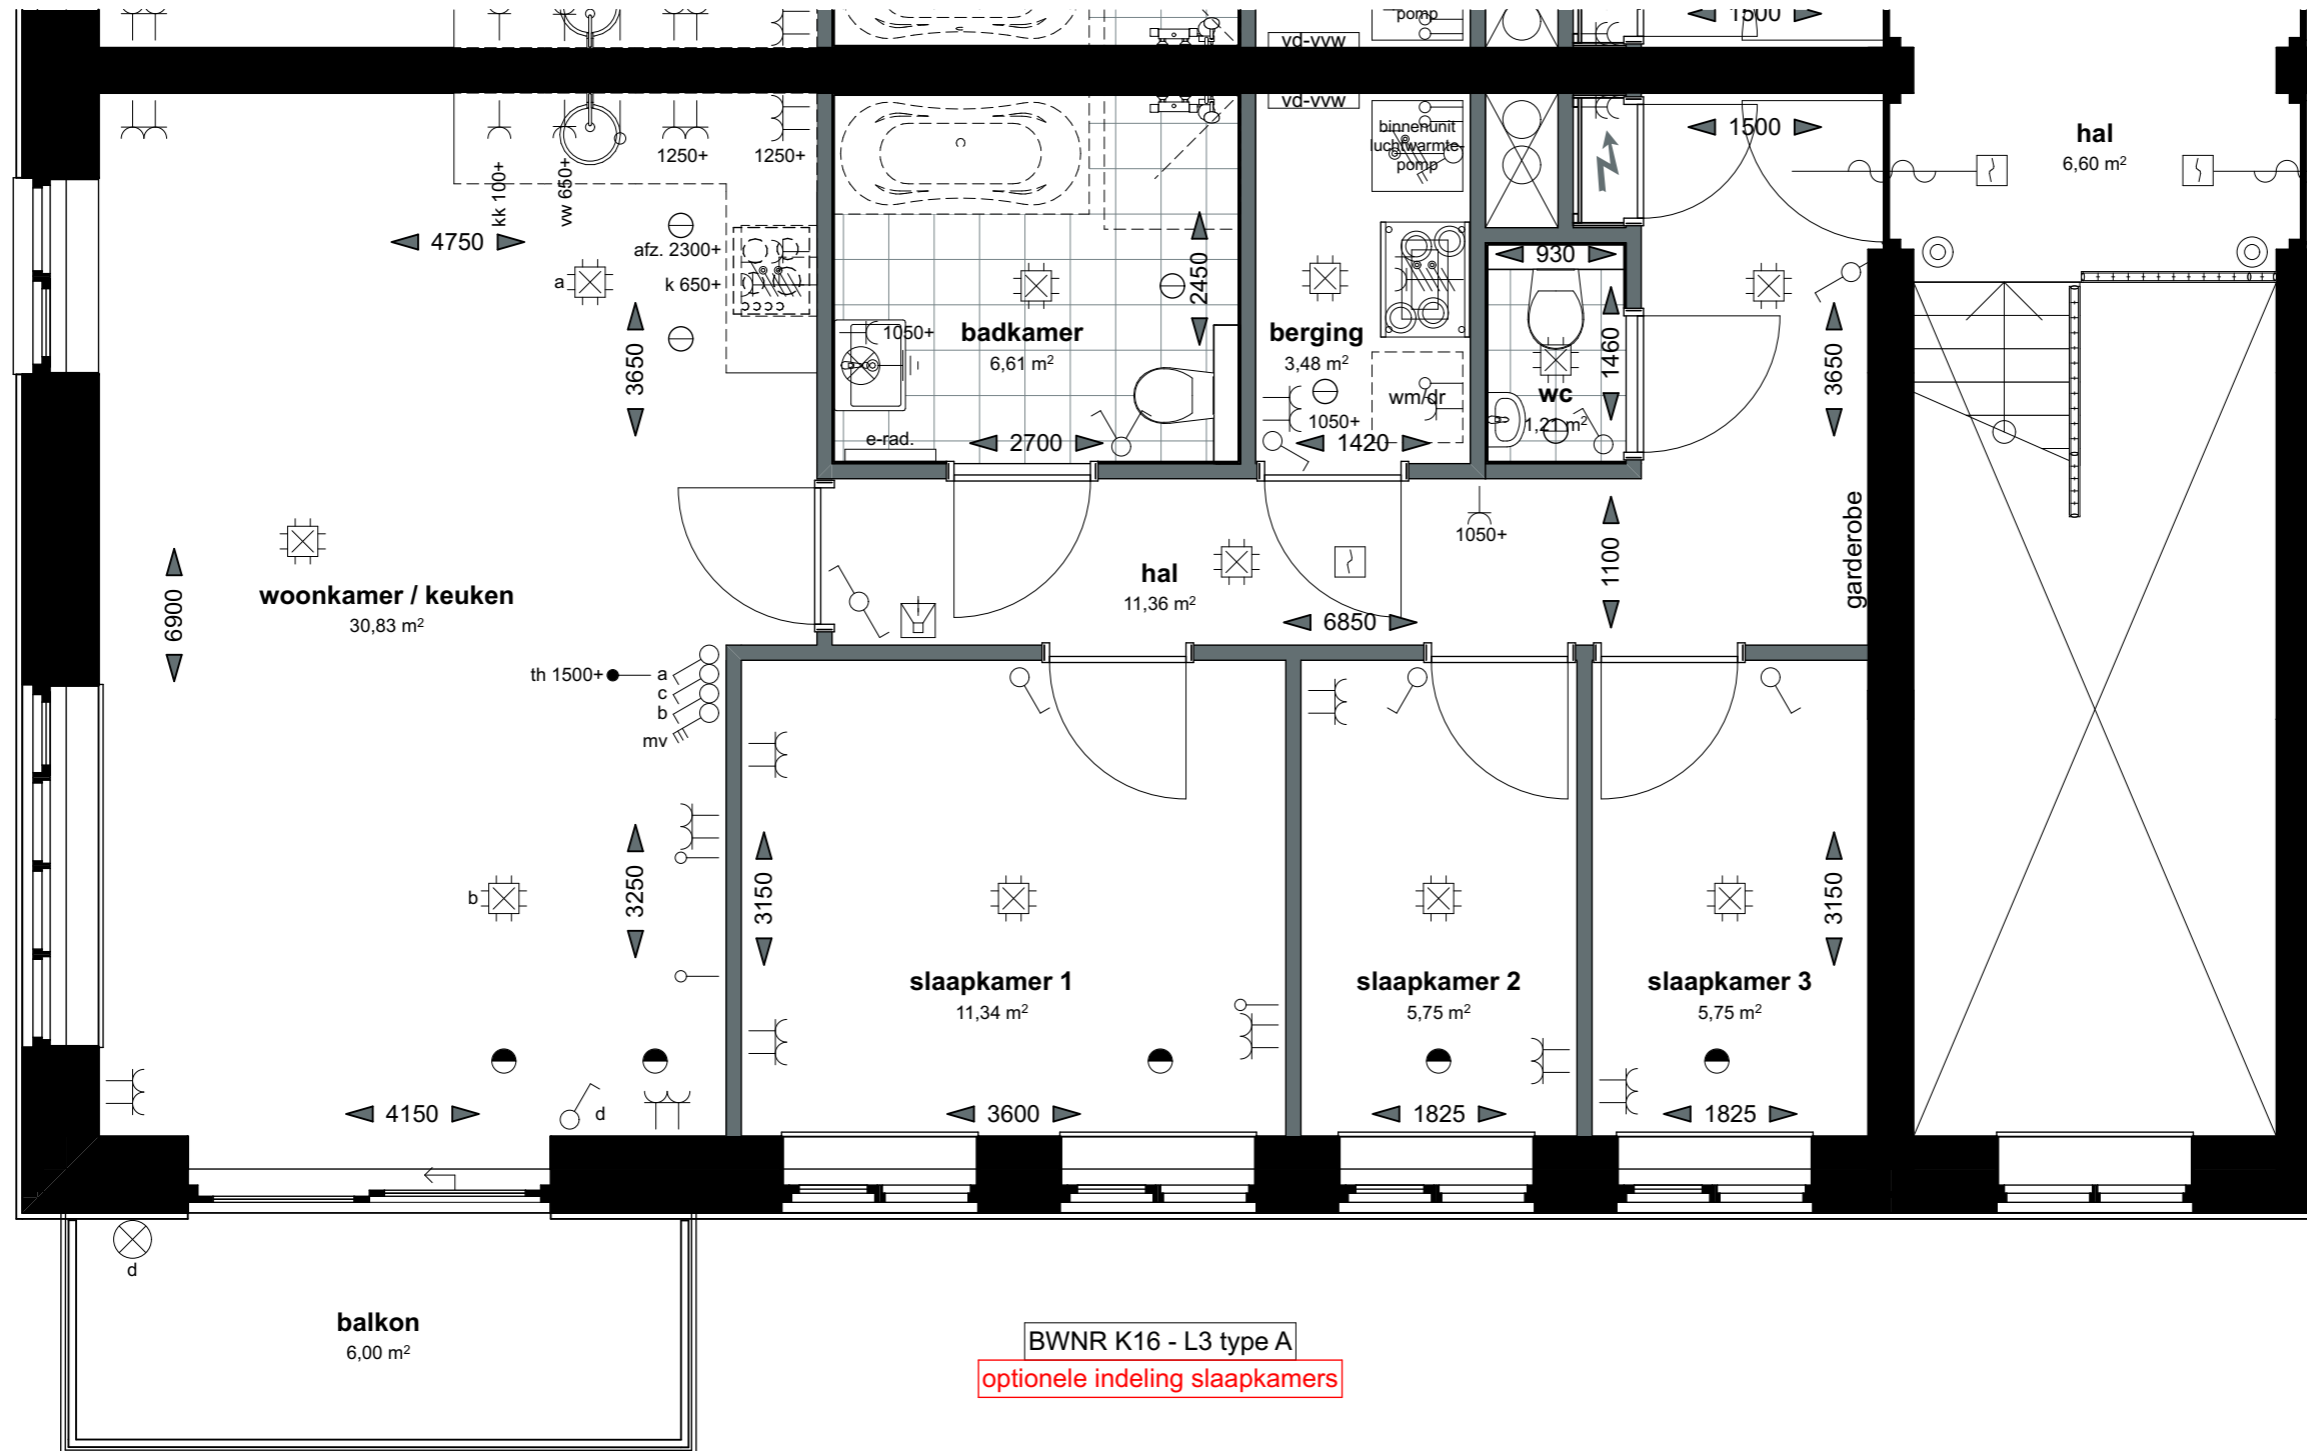 pomp
1500
vd-vvw
vd-vvw
1250+
1250+
kk 100+
vw 650+
binnenunit
luchtwarmte-
pomp
1500
hal
6,60 m²
4750
afz. 2300+
a
k 650+
2450
930
3650
1050+
badkamer
6,61 m²
berging
3,48 m²
1460
3650
wm/dr
wc
1,21 m²
1050+
e-rad.
2700
1420
1050+
garderobe
1100
hal
11,36 m²
6850
woonkamer / keuken
30,83 m²
6900
th 1500+
a
c
b
mv
3250
3150
3150
b
slaapkamer 1
11,34 m²
slaapkamer 2
5,75 m²
slaapkamer 3
5,75 m²
4150
d
3600
1825
1825
d
balkon
6,00 m²
BWNR K16 - L3 type A
optionele indeling slaapkamers